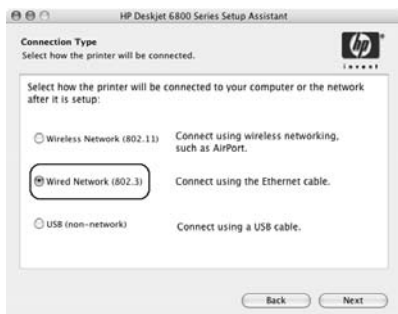 HP Deskjet 6800 Series Setup Assistant
Connection Type
Select how the printer will be connected.
hp
invent
Select how the printer will be connected to your computer or the network
after it is setup:
Wireless Network (802.11) Connect using wireless networking,
such as AirPort.
Wired Network (802.3) Connect using the Ethernet cable.
USB (non-network) Connect using a USB cable.
Back Next